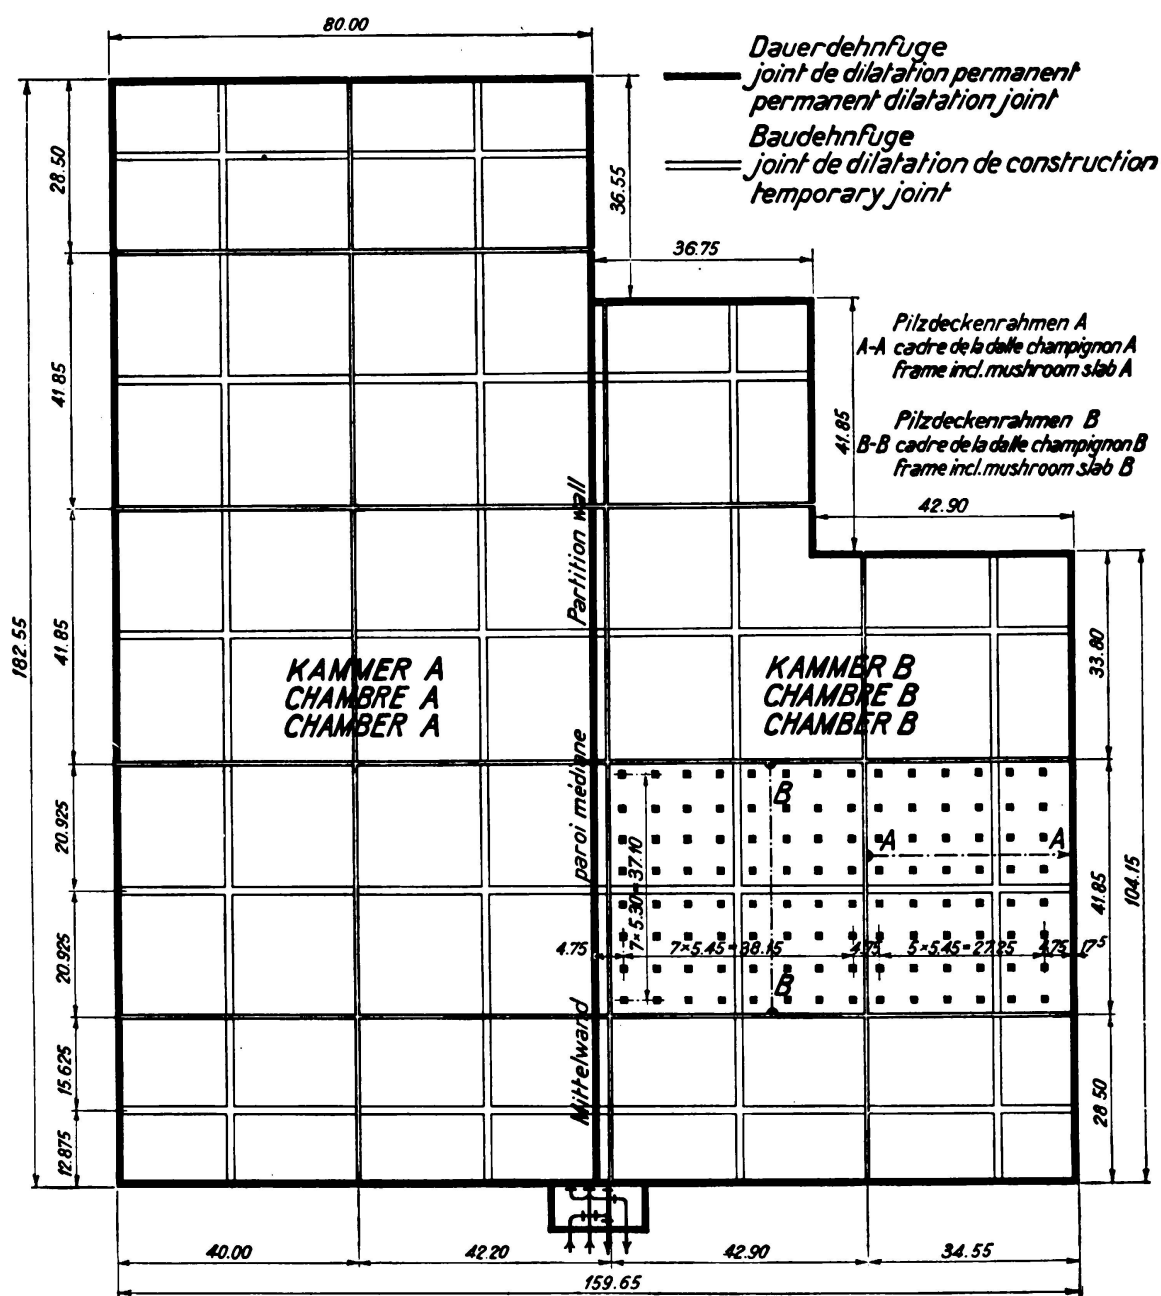 80.00
Dauerdehnfuge
joint de dilatation permanent
permanent dilatation joint
Baudehnfuge
joint de dilatation de construction
temporary joint
28.50
36.55
36.75
Pilzdeckenrahmen A
A-A cadre de la dalle champignon A
frame incl. mushroom slab A
41.85
41.85
Pilzdeckenrahmen B
B-B cadre de la dalle champignon B
frame incl. mushroom slab B
42.90
Partition wall
182.55
41.85
33.80
KAMMER A
CHAMBRE A
CHAMBER A
KAMMER B
CHAMBRE B
CHAMBER B
paroi médiane
20.925
B
A
A
7×5.30=37.10
41.85
104.15
20.925
4.75
7×5.45=38.15
4.75
5×5.45=27.25
4.75
17⁵
B
Mittelwand
15.625
28.50
12.875
40.00
42.20
42.90
34.55
159.65